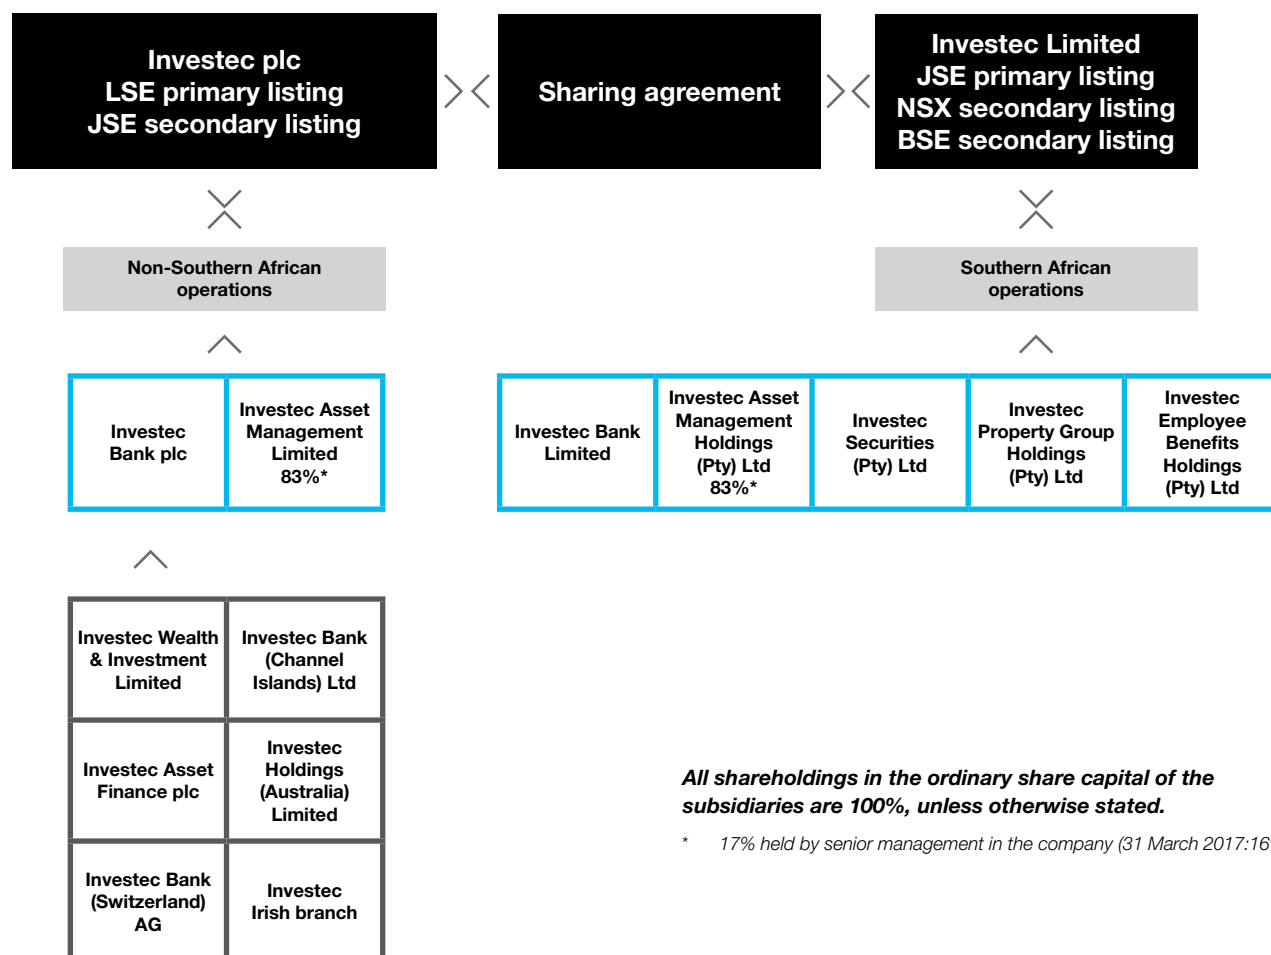 Investec plc
LSE primary listing
JSE secondary listing
Sharing agreement
Investec Limited
JSE primary listing
NSX secondary listing
BSE secondary listing
Non-Southern African
operations
Southern African
operations
Investec
Bank plc
Investec Asset
Management
Limited
83%*
Investec Bank
Limited
Investec Asset
Management
Holdings
(Pty) Ltd
83%*
Investec
Securities
(Pty) Ltd
Investec
Property Group
Holdings
(Pty) Ltd
Investec
Employee
Benefits
Holdings
(Pty) Ltd
Investec Wealth
& Investment
Limited
Investec Bank
(Channel
Islands) Ltd
Investec Asset
Finance plc
Investec
Holdings
(Australia)
Limited
Investec Bank
(Switzerland)
AG
Investec
Irish branch
All shareholdings in the ordinary share capital of the
subsidiaries are 100%, unless otherwise stated.
* 17% held by senior management in the company (31 March 2017:16